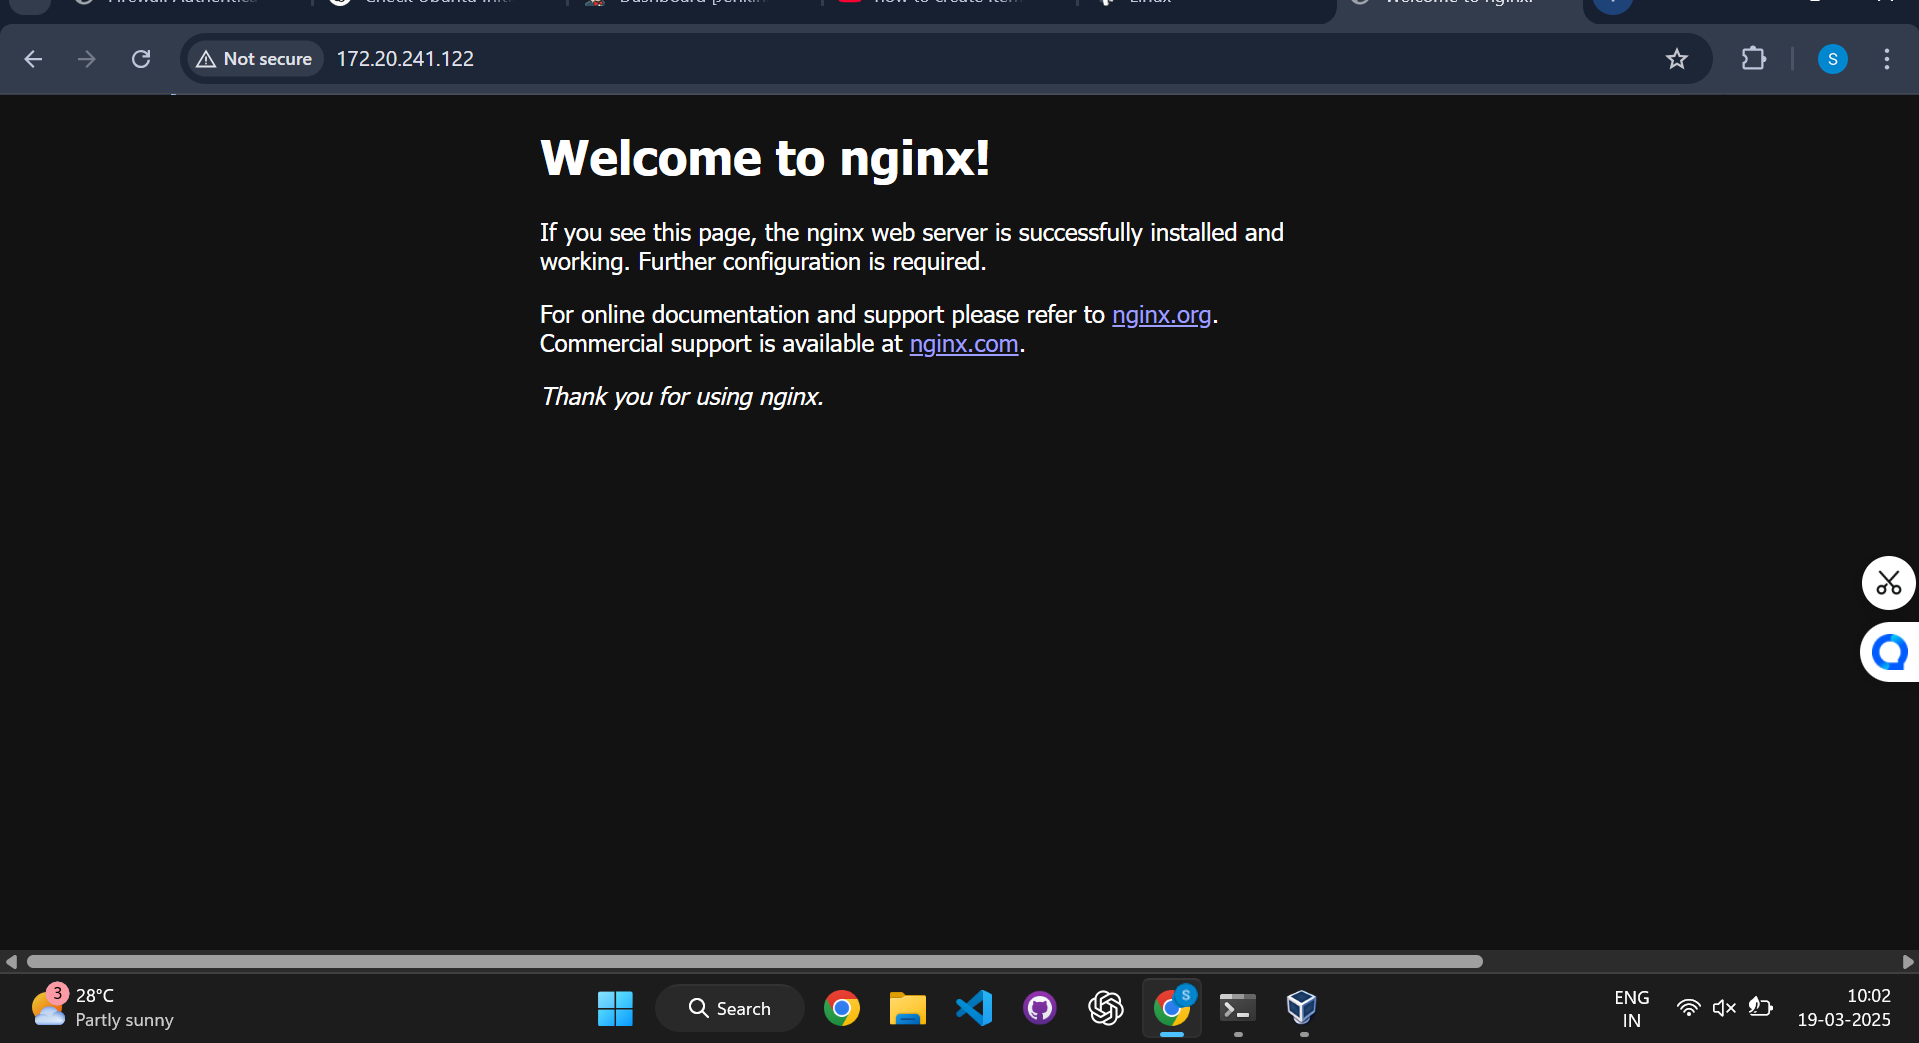 Not secure
172.20.241.122
S
Welcome to nginx!
If you see this page, the nginx web server is successfully installed and
working. Further configuration is required.
For online documentation and support please refer to nginx.org.
Commercial support is available at nginx.com.
Thank you for using nginx.
3
28°C
Partly sunny
Search
S
ENG
IN
10:02
19-03-2025